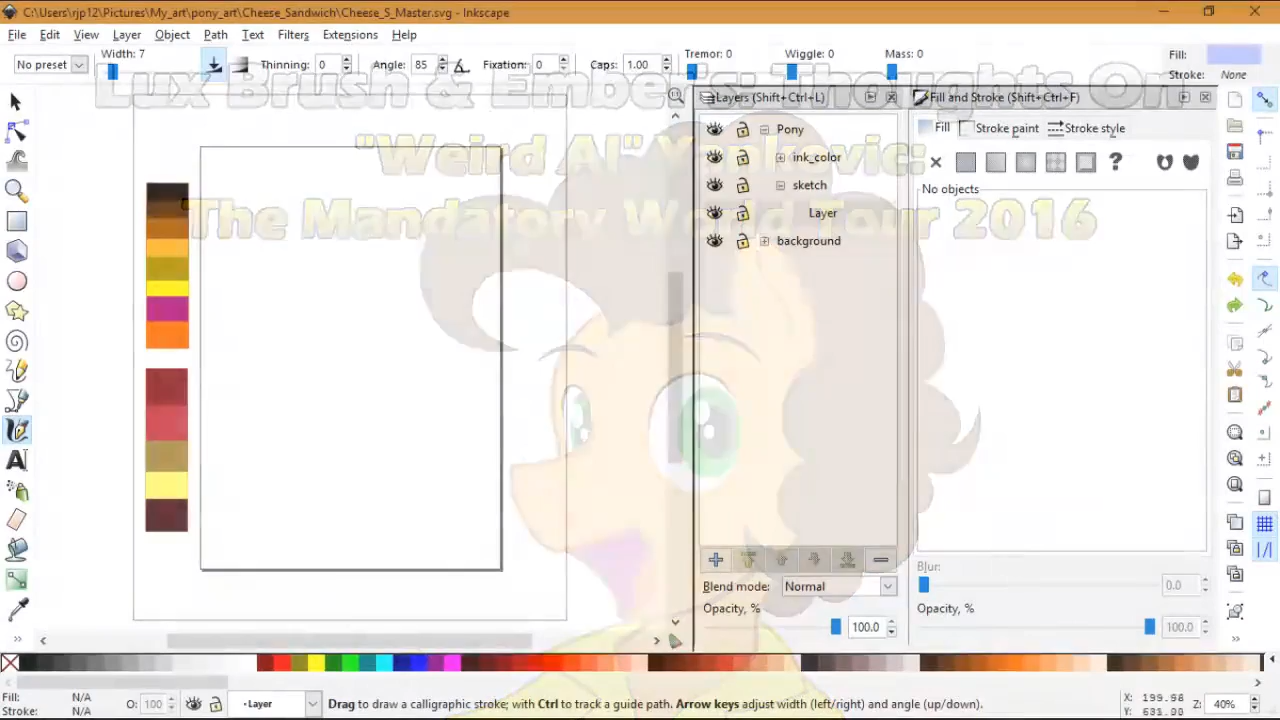 C:\Users\rjp12\Pictures\My_art\pony_art\Cheese_Sandwich\Cheese_S_Master.svg - Inkscape
File Edit View Layer Object Path Text Filters Extensions Help
No preset Width: 7 Thinning: 0 Angle: 85 Fixation: 0 Caps: 1.00 Tremor: 0 Wiggle: 0 Mass: 0 Fill:
Stroke: None
Lux Brush & Ember's: Thoughts On
"Weird Al" Yankovic:
The Mandatory World Tour 2016
Layers (Shift+Ctrl+L)
Pony
ink_color
sketch
Layer
background
Blend mode: Normal
Opacity, % 100.0
Fill and Stroke (Shift+Ctrl+F)
Fill Stroke paint Stroke style
?
No objects
Blur:
0.0
Opacity, %
100.0
Fill: N/A
Stroke: N/A
O: 100
Layer
Drag to draw a calligraphic stroke; with Ctrl to track a guide path. Arrow keys adjust width (left/right) and angle (up/down).
X: 199.98
Y: 631.90
Z: 40%